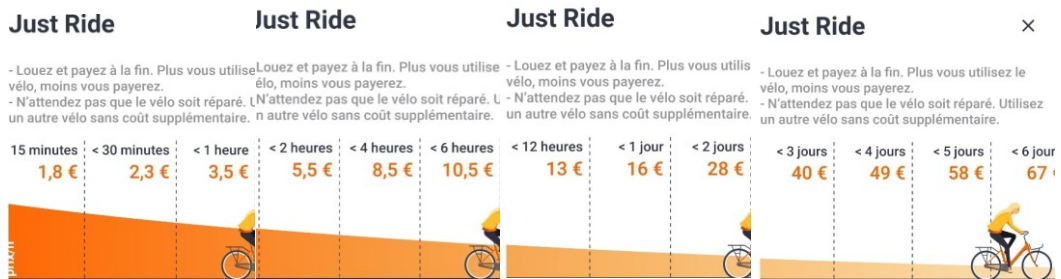 Just Ride
- Louez et payez à la fin. Plus vous utilise
vélo, moins vous payerez.
- N'attendez pas que le vélo soit réparé. U
un autre vélo sans coût supplémentaire.
15 minutes < 30 minutes < 1 heure
1,8 € 2,3 € 3,5 €
prix/h
Just Ride
Louez et payez à la fin. Plus vous utilise
élo, moins vous payerez.
N'attendez pas que le vélo soit réparé. U
n autre vélo sans coût supplémentaire.
< 2 heures < 4 heures < 6 heures
5,5 € 8,5 € 10,5 €
Just Ride
- Louez et payez à la fin. Plus vous utilis
vélo, moins vous payerez.
- N'attendez pas que le vélo soit réparé.
un autre vélo sans coût supplémentaire.
< 12 heures < 1 jour < 2 jours
13 € 16 € 28 €
Just Ride
- Louez et payez à la fin. Plus vous utilisez le
vélo, moins vous payerez.
- N'attendez pas que le vélo soit réparé. Utilisez
un autre vélo sans coût supplémentaire.
< 3 jours < 4 jours < 5 jours < 6 jour
40 € 49 € 58 € 67 €